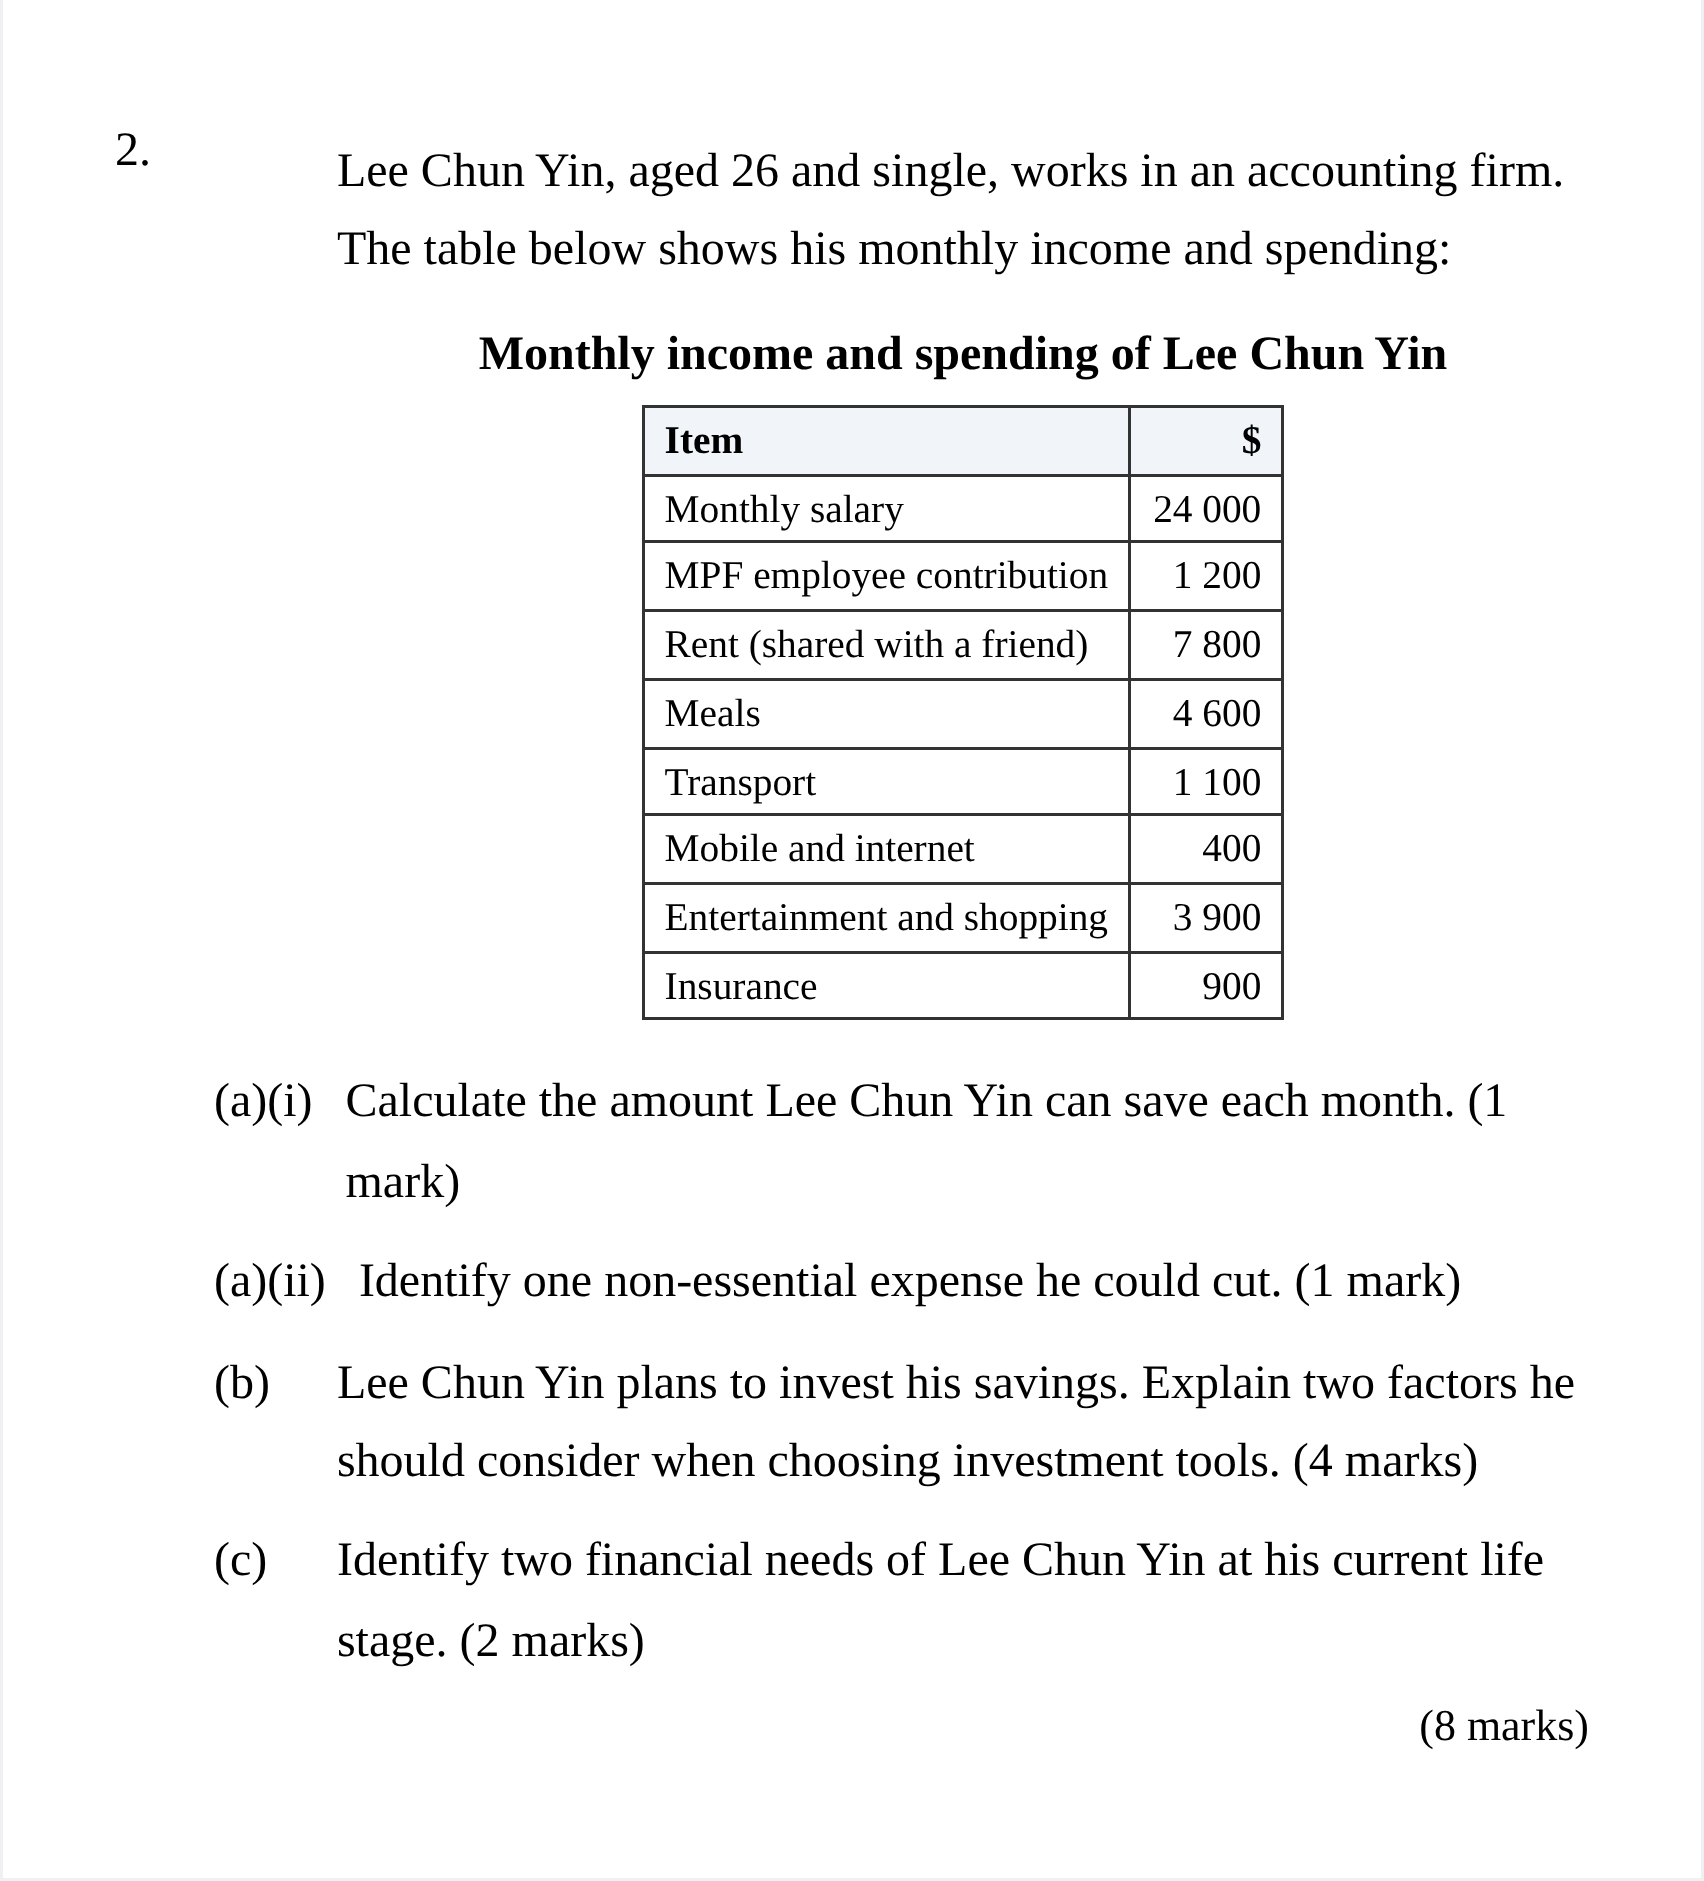 2.
Lee Chun Yin, aged 26 and single, works in an accounting firm.
The table below shows his monthly income and spending:
Monthly income and spending of Lee Chun Yin
Item $
Monthly salary 24 000
MPF employee contribution 1 200
Rent (shared with a friend) 7 800
Meals 4 600
Transport 1 100
Mobile and internet 400
Entertainment and shopping 3 900
Insurance 900
(a)(i) Calculate the amount Lee Chun Yin can save each month. (1
mark)
(a)(ii) Identify one non-essential expense he could cut. (1 mark)
(b) Lee Chun Yin plans to invest his savings. Explain two factors he
should consider when choosing investment tools. (4 marks)
(c) Identify two financial needs of Lee Chun Yin at his current life
stage. (2 marks)
(8 marks)